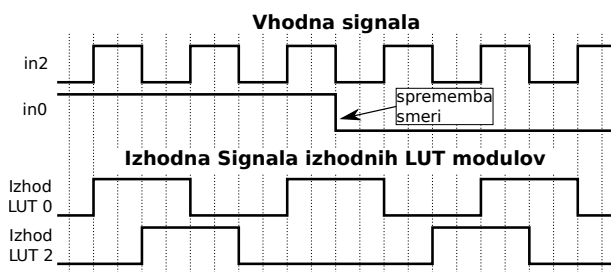 Vhodna signala
in2
in0
sprememba
smeri
Izhodna Signala izhodnih LUT modulov
Izhod
LUT 0
Izhod
LUT 2